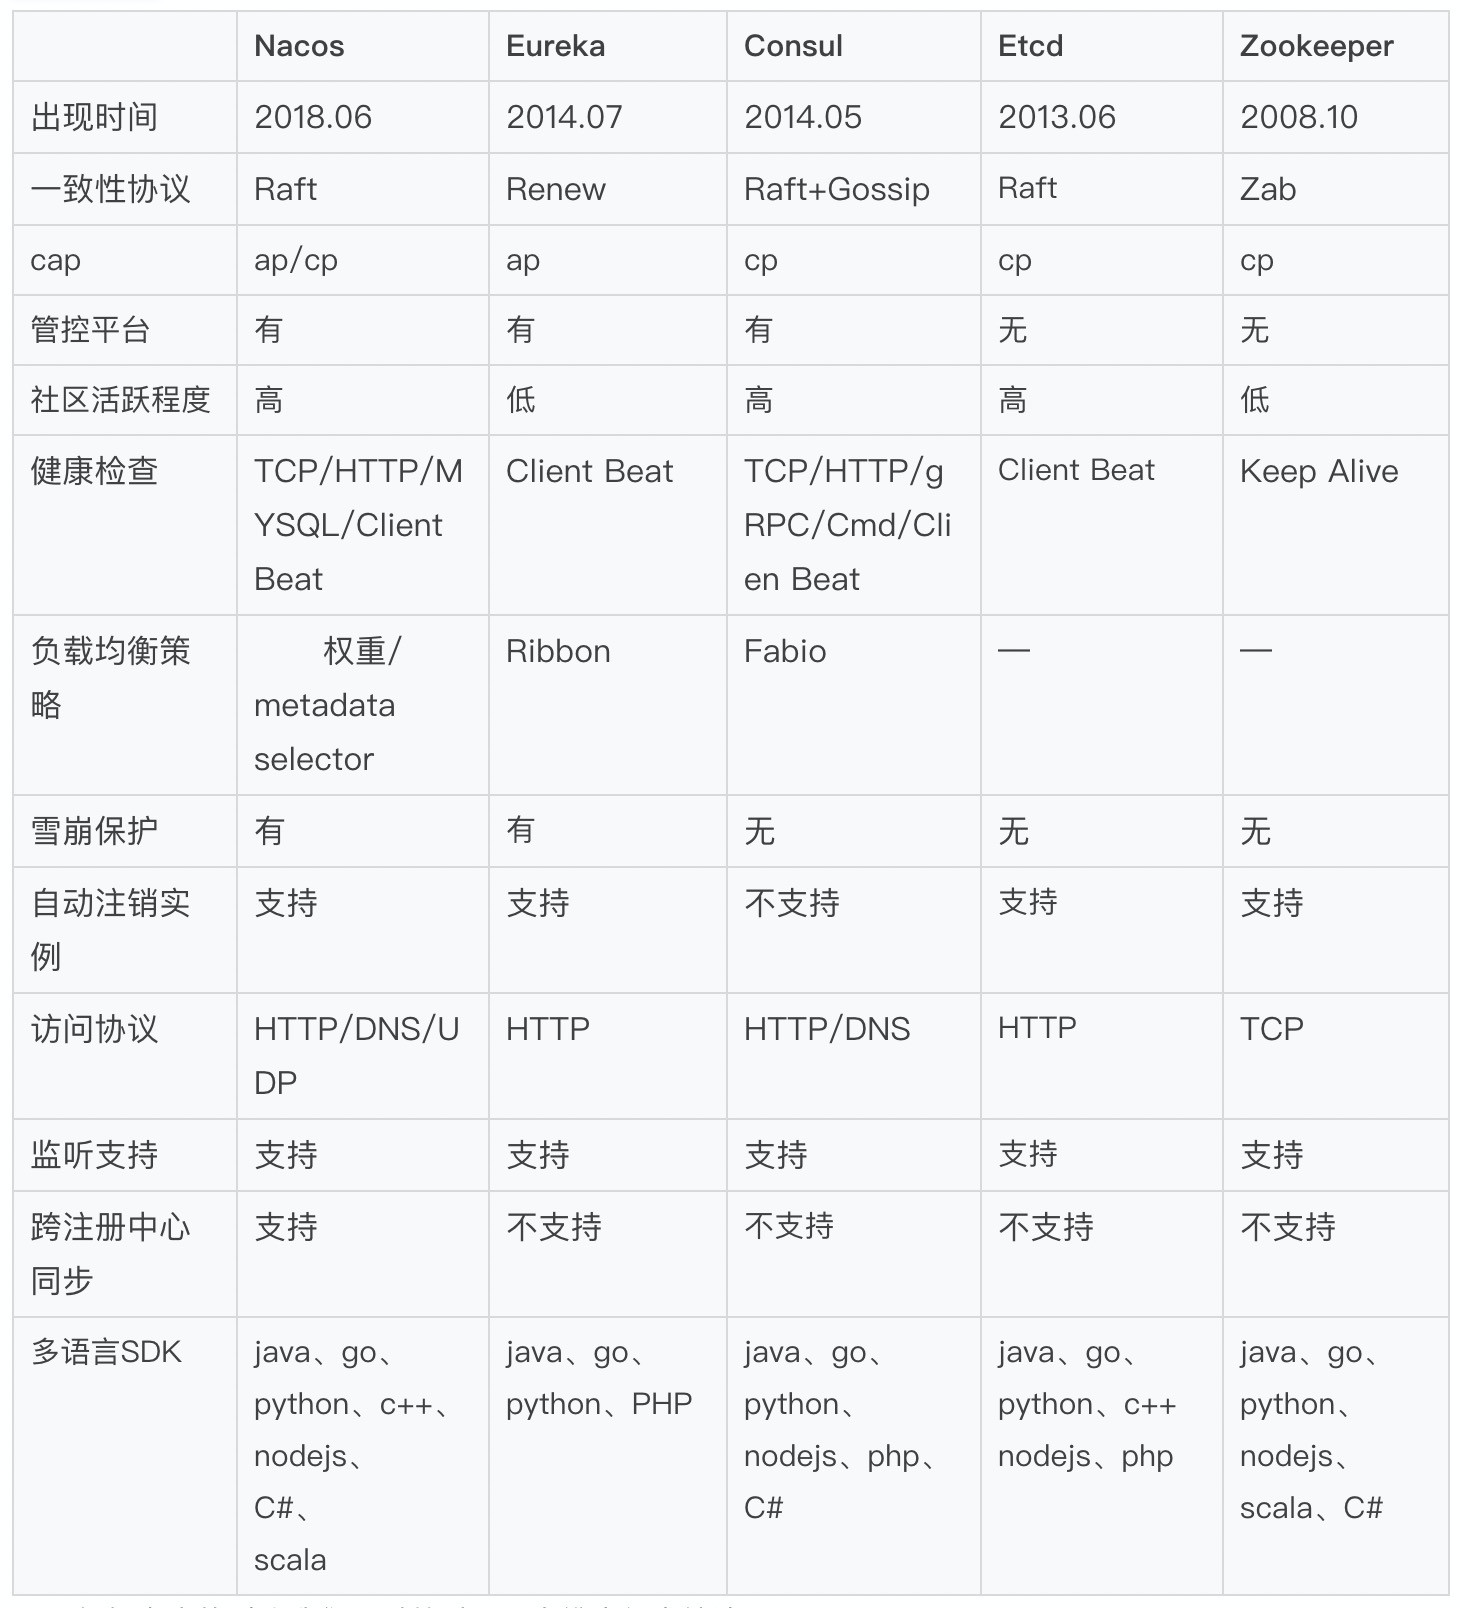 Nacos Eureka Consul Etcd Zookeeper
出现时间 2018.06 2014.07 2014.05 2013.06 2008.10
一致性协议 Raft Renew Raft+Gossip Raft Zab
cap ap/cp ap cp cp cp
管控平台 有 有 有 无 无
社区活跃程度 高 低 高 高 低
健康检查 TCP/HTTP/M Client Beat TCP/HTTP/g Client Beat Keep Alive
YSQL/Client RPC/Cmd/Cli
Beat en Beat
负载均衡策 权重/ Ribbon Fabio — —
略 metadata
selector
雪崩保护 有 有 无 无 无
自动注销实 支持 支持 不支持 支持 支持
例
访问协议 HTTP/DNS/U HTTP HTTP/DNS HTTP TCP
DP
监听支持 支持 支持 支持 支持 支持
跨注册中心 支持 不支持 不支持 不支持 不支持
同步
多语言SDK java、go、 java、go、 java、go、 java、go、 java、go、
python、c++、 python、PHP python、 python、c++ python、
nodejs、 nodejs、php、 nodejs、php nodejs、
C#、 C# scala、C#
scala